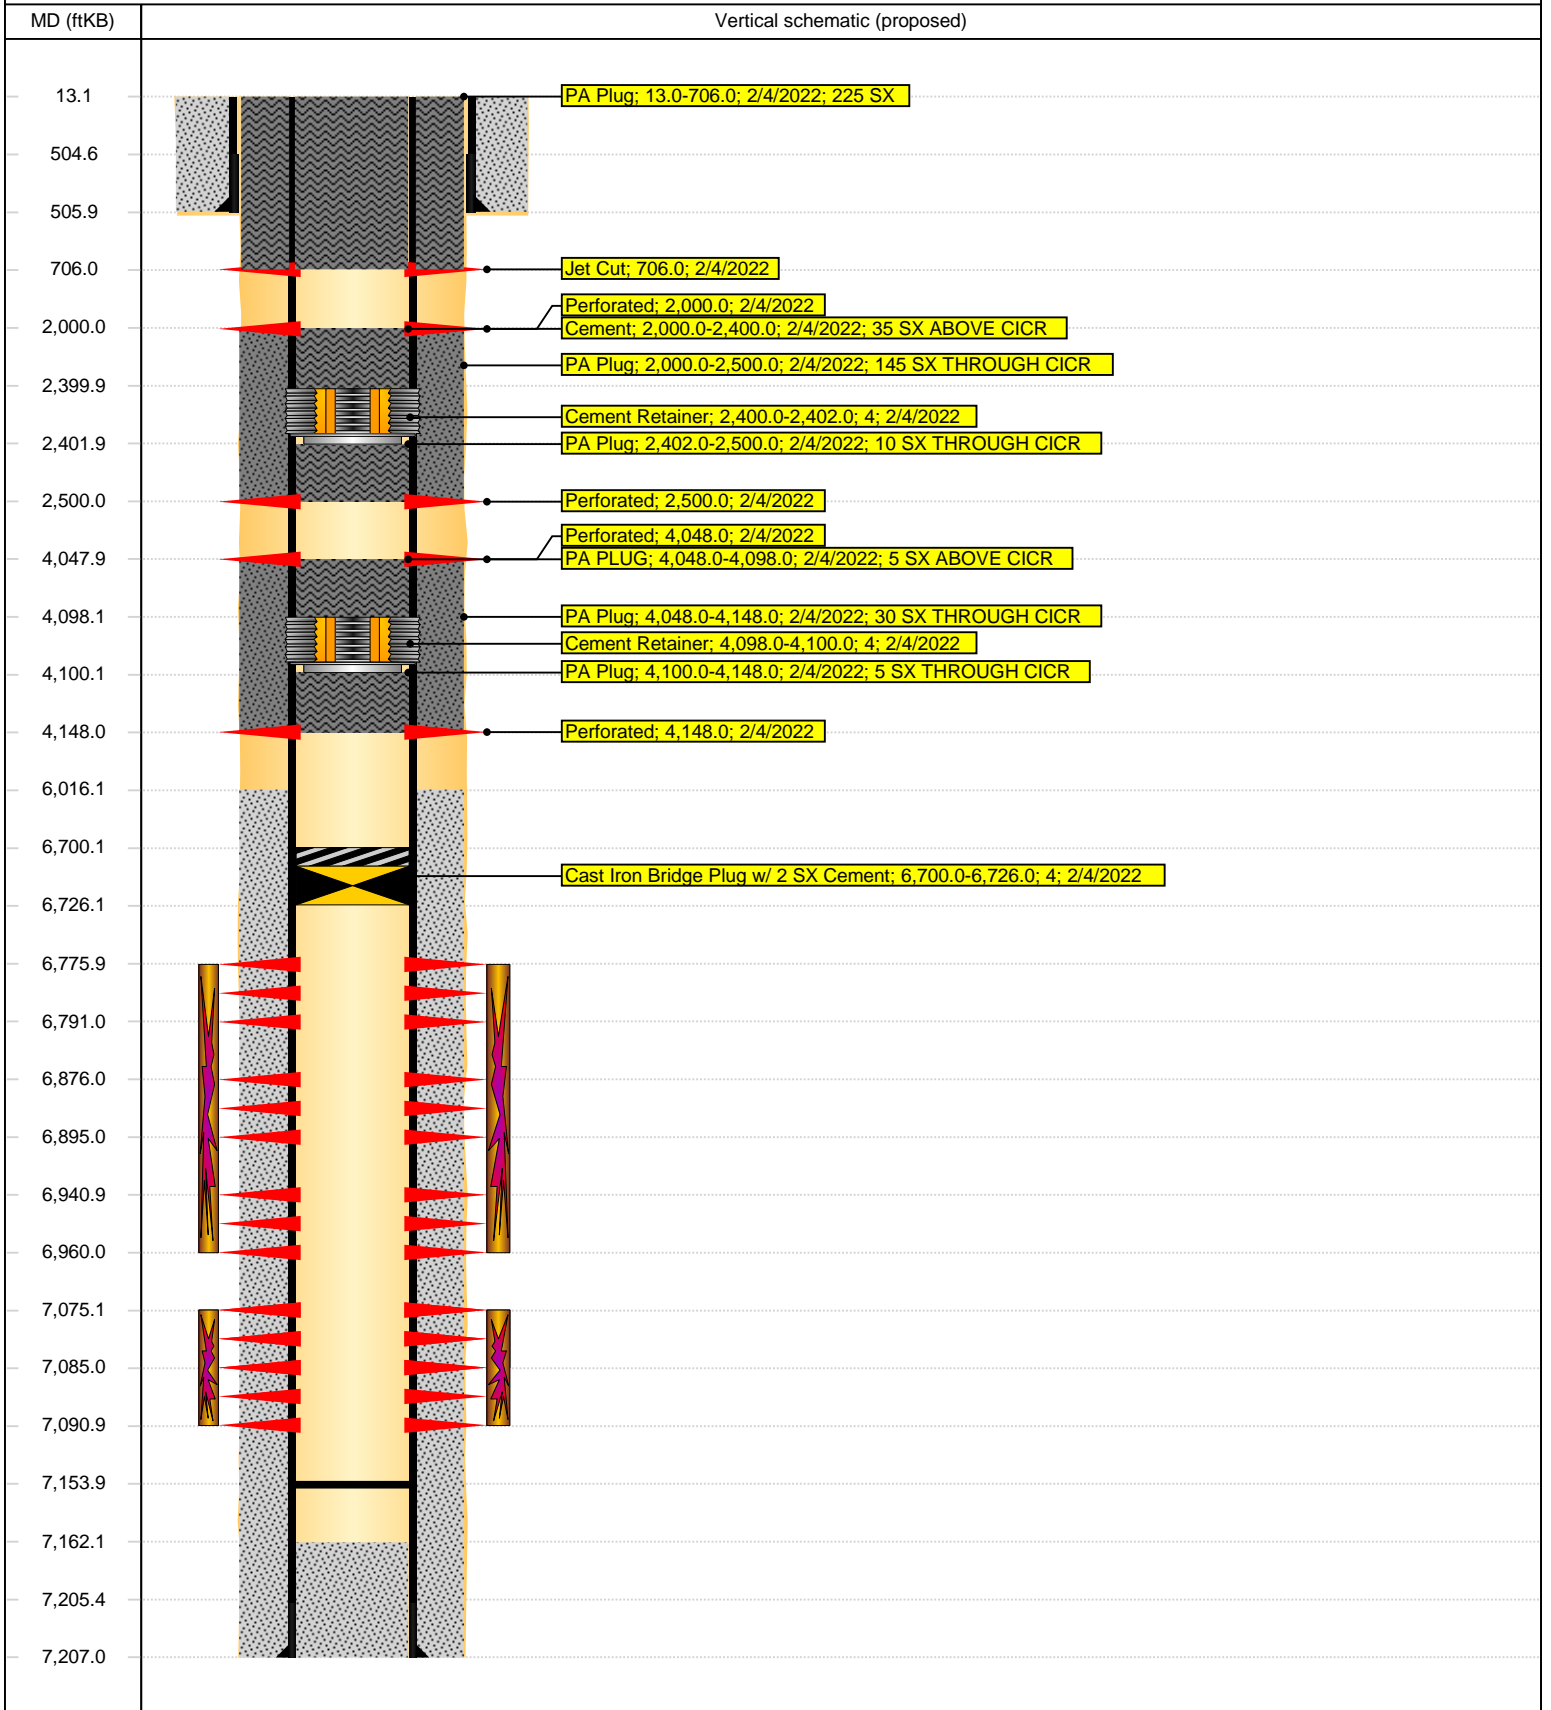 MD (ftKB)
Vertical schematic (proposed)
13.1
PA Plug; 13.0-706.0; 2/4/2022; 225 SX
504.6
505.9
706.0
Jet Cut; 706.0; 2/4/2022
Perforated; 2,000.0; 2/4/2022
2,000.0
Cement; 2,000.0-2,400.0; 2/4/2022; 35 SX ABOVE CICR
PA Plug; 2,000.0-2,500.0; 2/4/2022; 145 SX THROUGH CICR
2,399.9
Cement Retainer; 2,400.0-2,402.0; 4; 2/4/2022
2,401.9
PA Plug; 2,402.0-2,500.0; 2/4/2022; 10 SX THROUGH CICR
2,500.0
Perforated; 2,500.0; 2/4/2022
Perforated; 4,048.0; 2/4/2022
4,047.9
PA PLUG; 4,048.0-4,098.0; 2/4/2022; 5 SX ABOVE CICR
4,098.1
PA Plug; 4,048.0-4,148.0; 2/4/2022; 30 SX THROUGH CICR
Cement Retainer; 4,098.0-4,100.0; 4; 2/4/2022
4,100.1
PA Plug; 4,100.0-4,148.0; 2/4/2022; 5 SX THROUGH CICR
4,148.0
Perforated; 4,148.0; 2/4/2022
6,016.1
6,700.1
Cast Iron Bridge Plug w/ 2 SX Cement; 6,700.0-6,726.0; 4; 2/4/2022
6,726.1
6,775.9
6,791.0
6,876.0
6,895.0
6,940.9
6,960.0
7,075.1
7,085.0
7,090.9
7,153.9
7,162.1
7,205.4
7,207.0